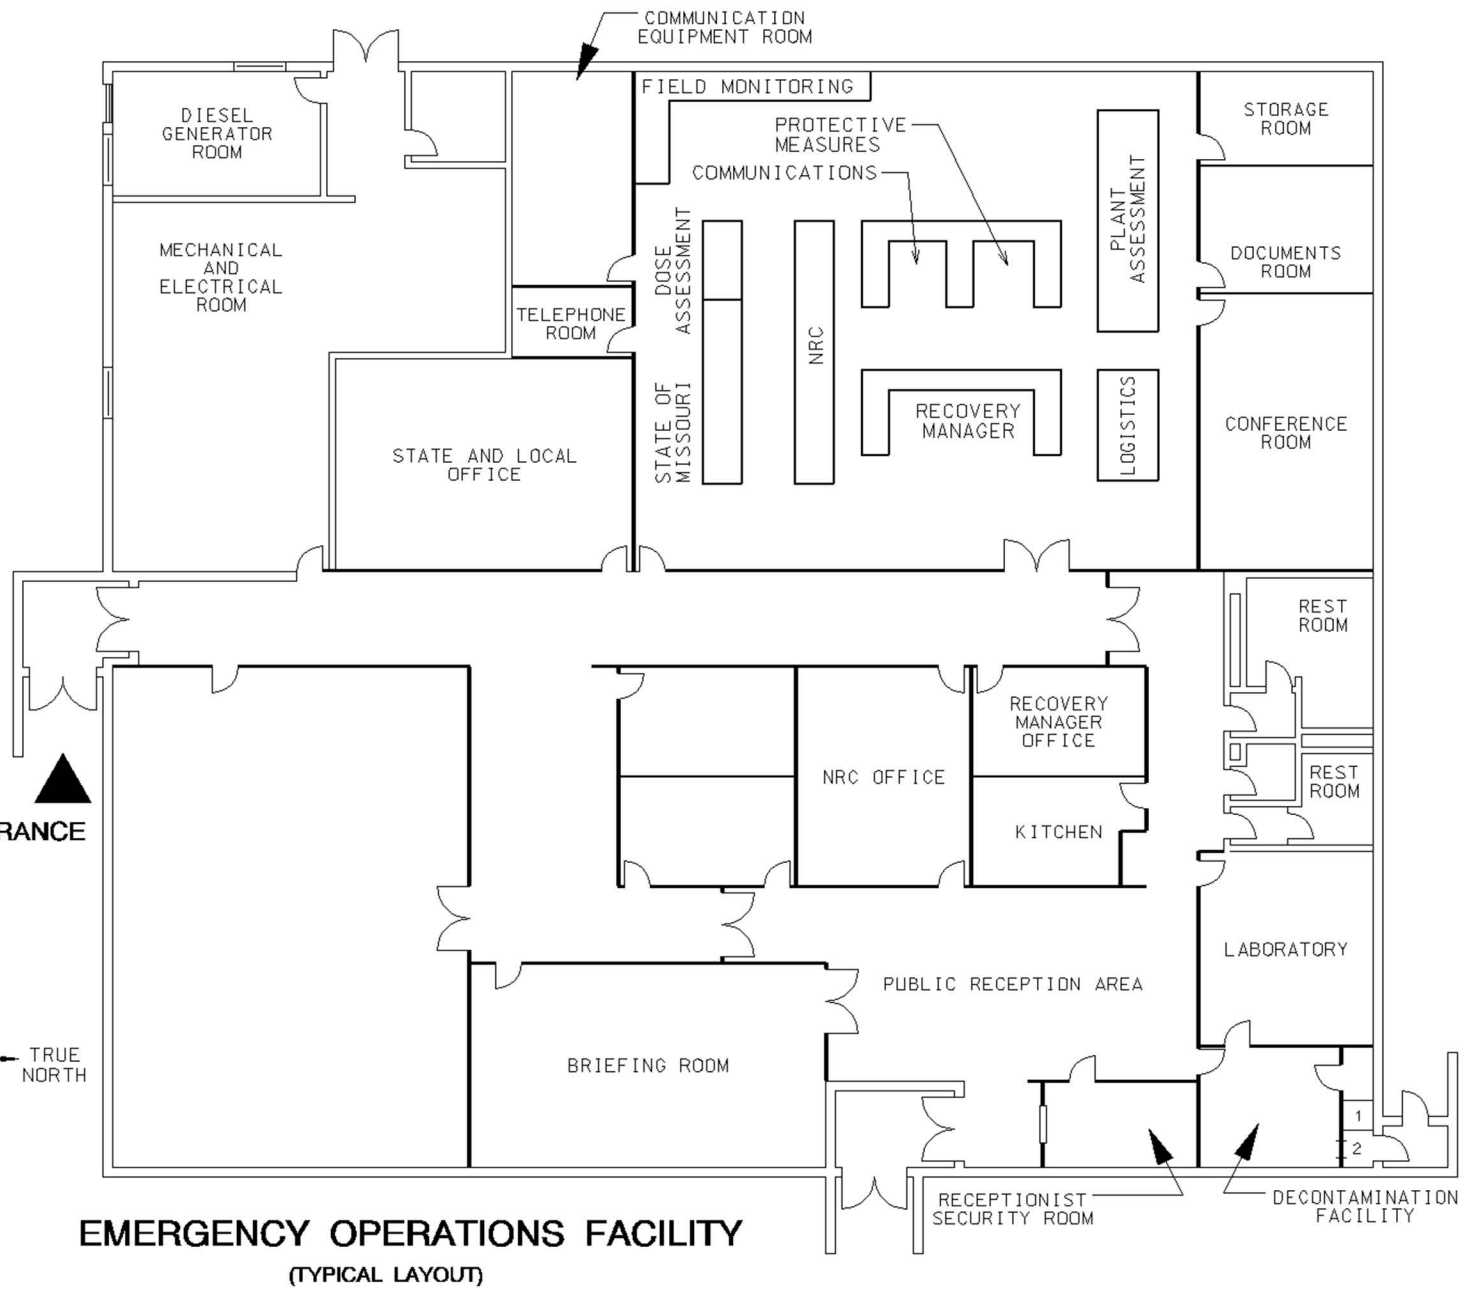 COMMUNICATION
EQUIPMENT ROOM
FIELD MONITORING
DIESEL
GENERATOR
ROOM
PROTECTIVE
MEASURES
COMMUNICATIONS
STORAGE
ROOM
PLANT
ASSESSMENT
MECHANICAL
AND
ELECTRICAL
ROOM
DOSE
ASSESSMENT
DOCUMENTS
ROOM
TELEPHONE
ROOM
NRC
STATE OF
MISSOURI
RECOVERY
MANAGER
LOGISTICS
CONFERENCE
ROOM
STATE AND LOCAL
OFFICE
REST
ROOM
RECOVERY
MANAGER
OFFICE
NRC OFFICE
REST
ROOM
KITCHEN
RANCE
LABORATORY
PUBLIC RECEPTION AREA
BRIEFING ROOM
TRUE
NORTH
1
2
RECEPTIONIST
SECURITY ROOM
DECONTAMINATION
FACILITY
EMERGENCY OPERATIONS FACILITY
(TYPICAL LAYOUT)